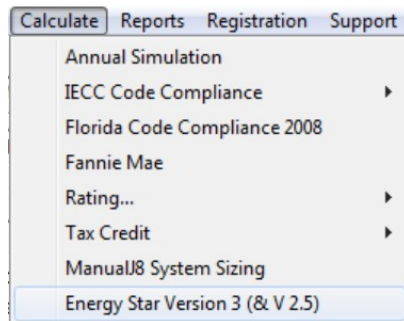 Calculate Reports Registration Support
Annual Simulation
IECC Code Compliance
Florida Code Compliance 2008
Fannie Mae
Rating...
Tax Credit
ManualJ8 System Sizing
Energy Star Version 3 (& V 2.5)